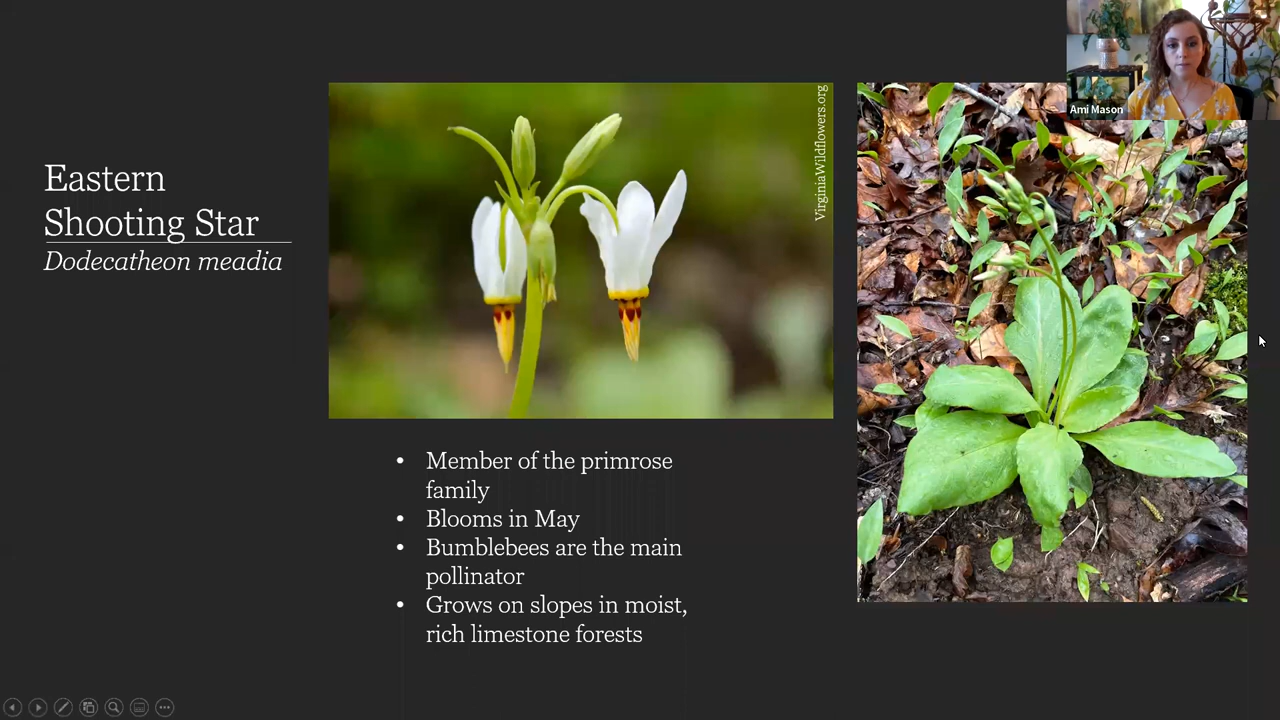 Eastern
Shooting Star
Dodecatheon meadia
VirginiaWildflowers.org
Ami Mason
• Member of the primrose
family
• Blooms in May
• Bumblebees are the main
pollinator
• Grows on slopes in moist,
rich limestone forests